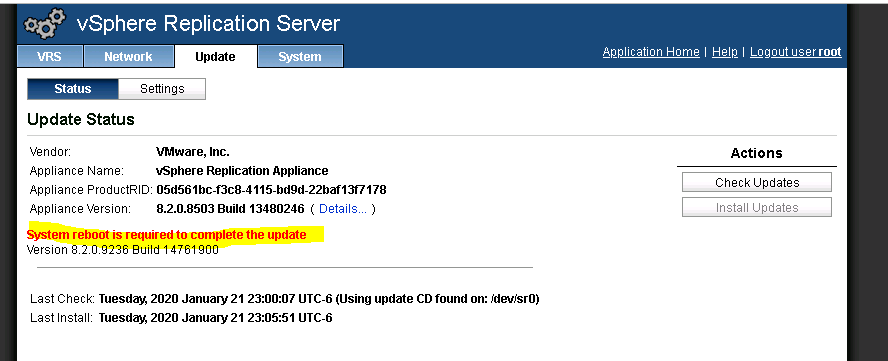 vSphere Replication Server
VRS Network Update System
Application Home | Help | Logout user root
Status Settings
Update Status
Vendor: VMware, Inc.
Appliance Name: vSphere Replication Appliance
Appliance ProductRID: 05d561bc-f3c8-4115-bd9d-22baf13f7178
Appliance Version: 8.2.0.8503 Build 13480246 ( Details... )
System reboot is required to complete the update
Version 8.2.0.9236 Build 14761900
Actions
Check Updates
Install Updates
Last Check: Tuesday, 2020 January 21 23:00:07 UTC-6 (Using update CD found on: /dev/sr0)
Last Install: Tuesday, 2020 January 21 23:05:51 UTC-6